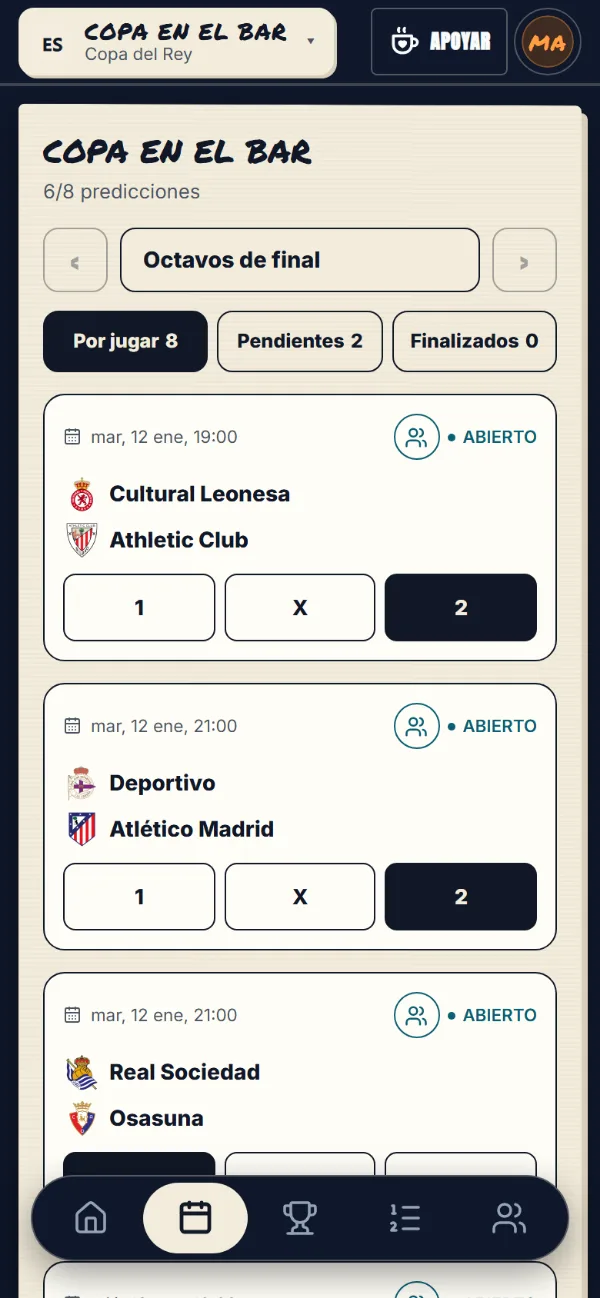 ES
COPA EN EL BAR
Copa del Rey
APOYAR
MA
COPA EN EL BAR
6/8 predicciones
Octavos de final
Por jugar 8
Pendientes 2
Finalizados 0
mar, 12 ene, 19:00
ABIERTO
Cultural Leonesa
Athletic Club
1 X 2
mar, 12 ene, 21:00
ABIERTO
Deportivo
Atlético Madrid
1 X 2
mar, 12 ene, 21:00
ABIERTO
Real Sociedad
Osasuna